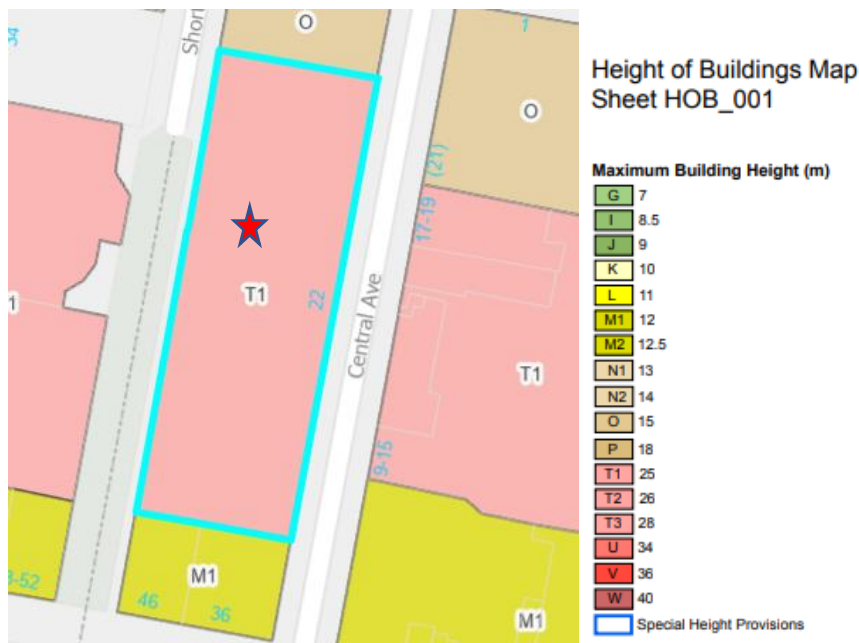 34
Short
O
1
O
(21)
17-19
T1
22
Central Ave
1
T1
9-15
3-52
M1
46
36
M1
Height of Buildings Map
Sheet HOB_001
Maximum Building Height (m)
G 7
I 8.5
J 9
K 10
L 11
M1 12
M2 12.5
N1 13
N2 14
O 15
P 18
T1 25
T2 26
T3 28
U 34
V 36
W 40
Special Height Provisions